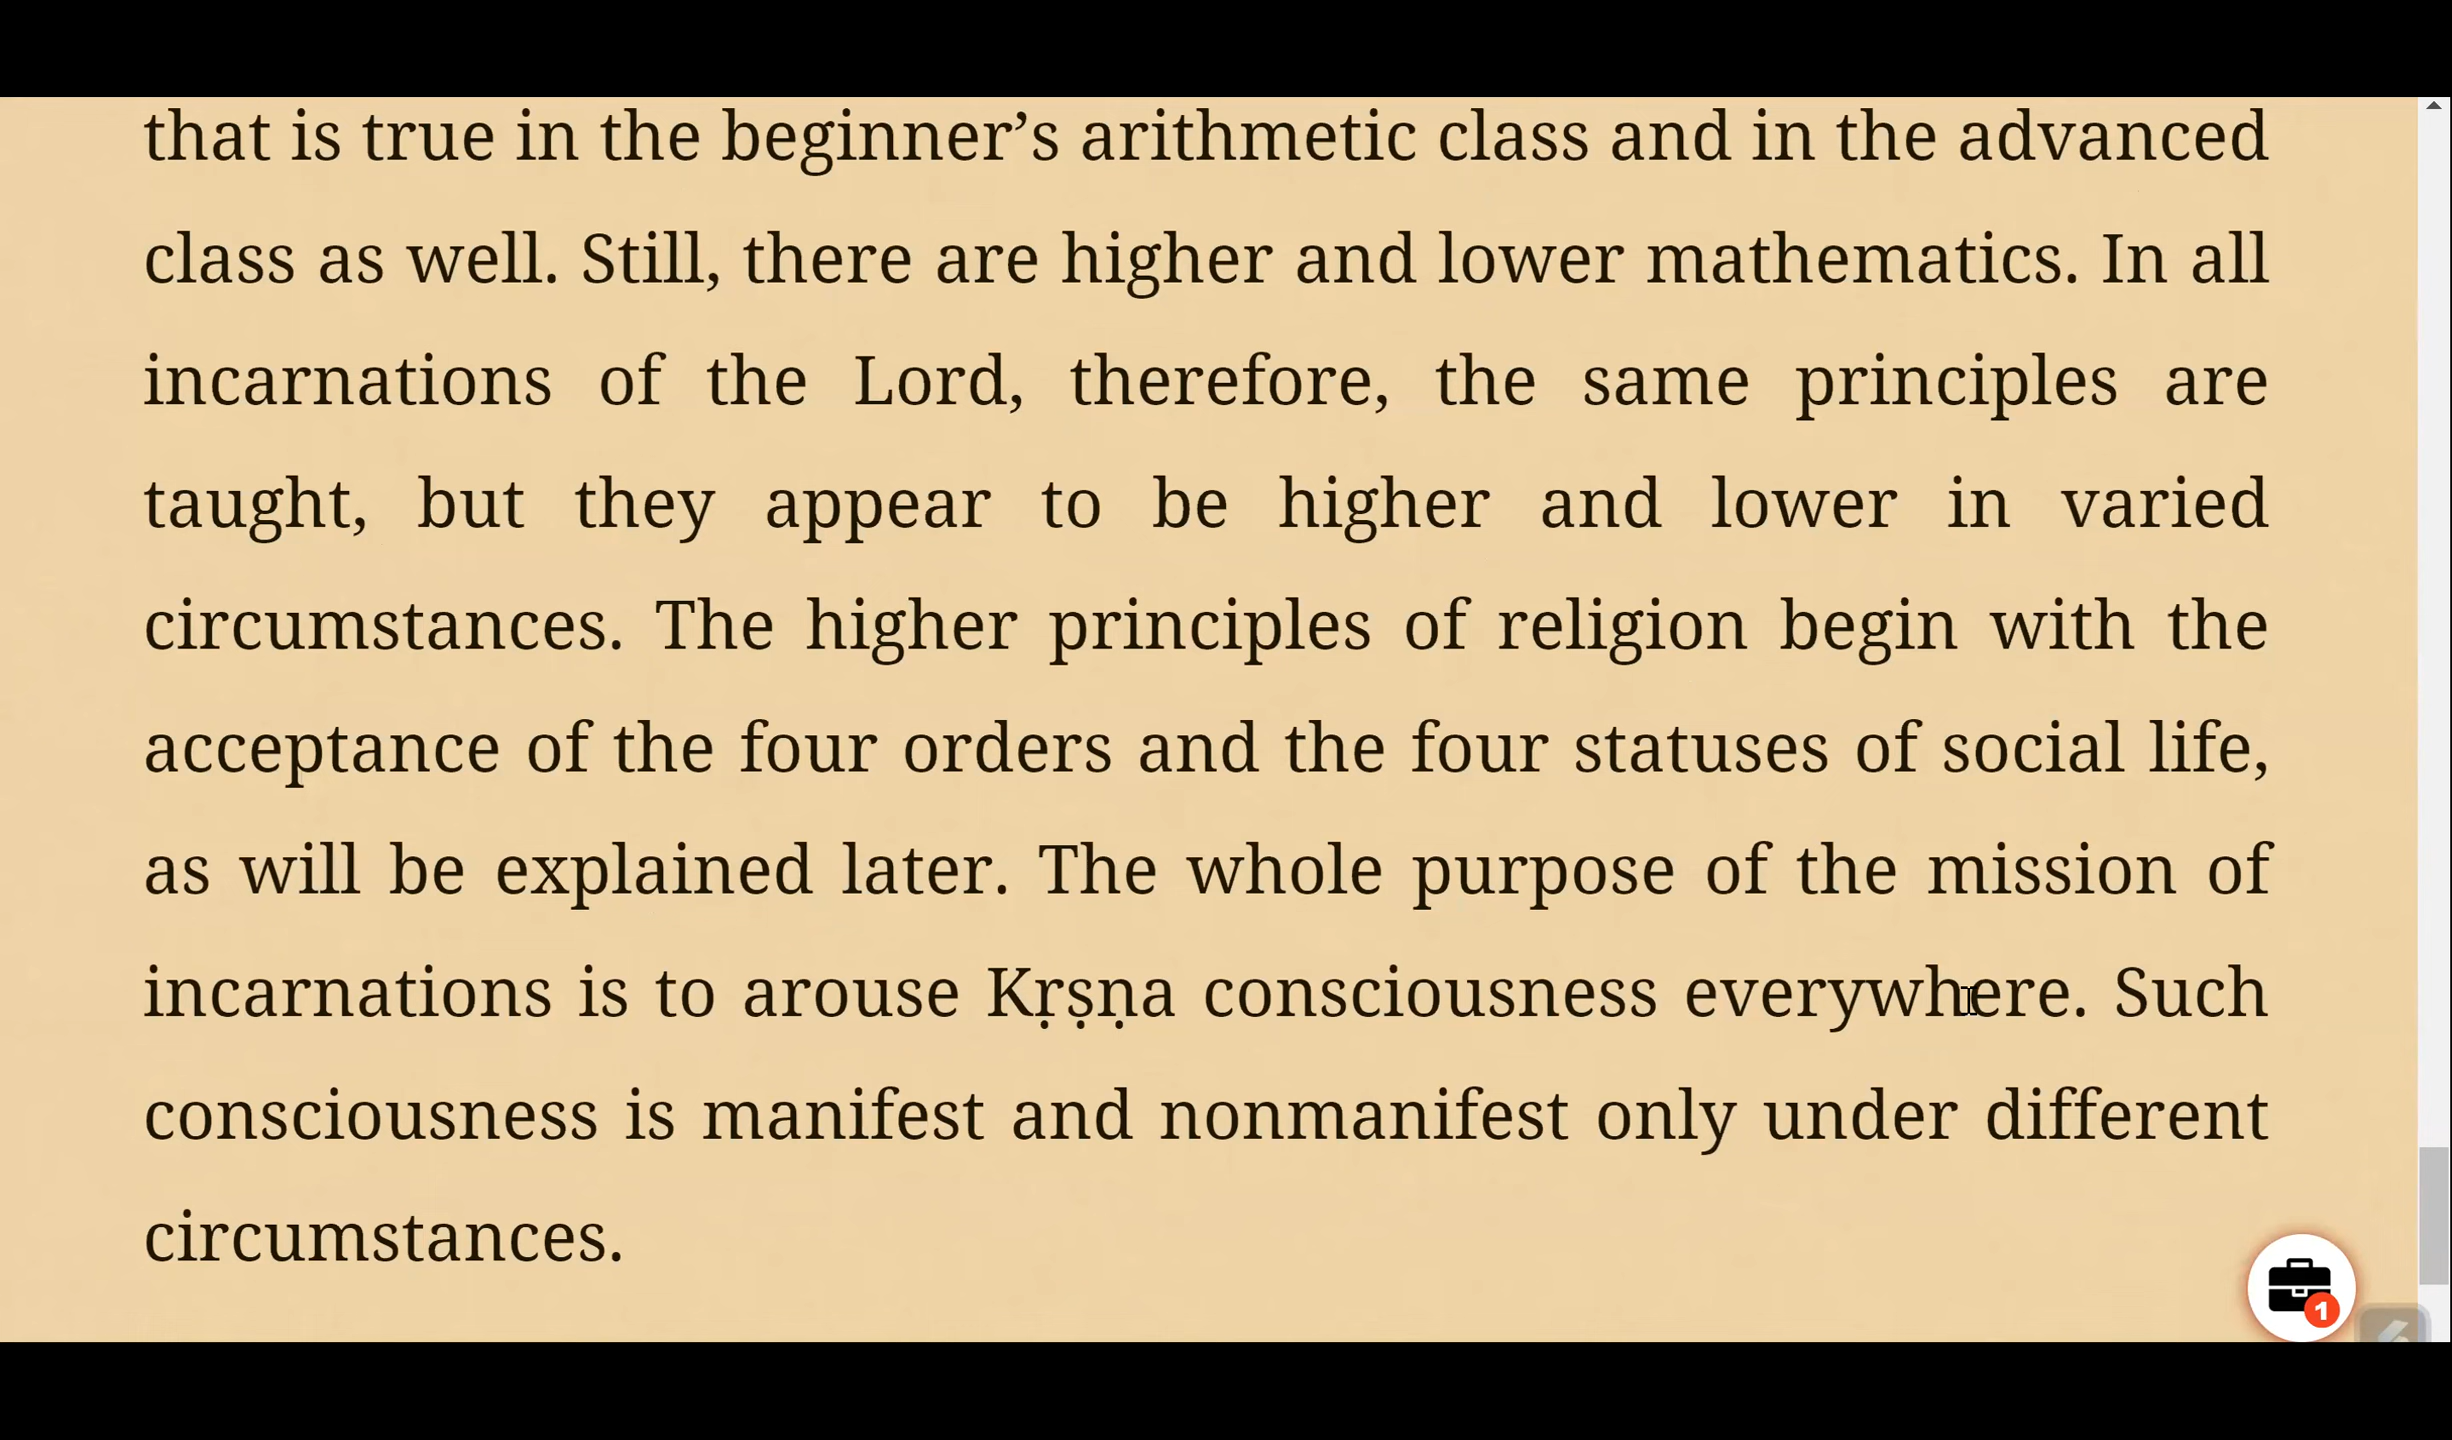 that is true in the beginner’s arithmetic class and in the advanced
class as well. Still, there are higher and lower mathematics. In all
incarnations of the Lord, therefore, the same principles are
taught, but they appear to be higher and lower in varied
circumstances. The higher principles of religion begin with the
acceptance of the four orders and the four statuses of social life,
as will be explained later. The whole purpose of the mission of
incarnations is to arouse Kṛṣṇa consciousness everywhere. Such
consciousness is manifest and nonmanifest only under different
circumstances.
1